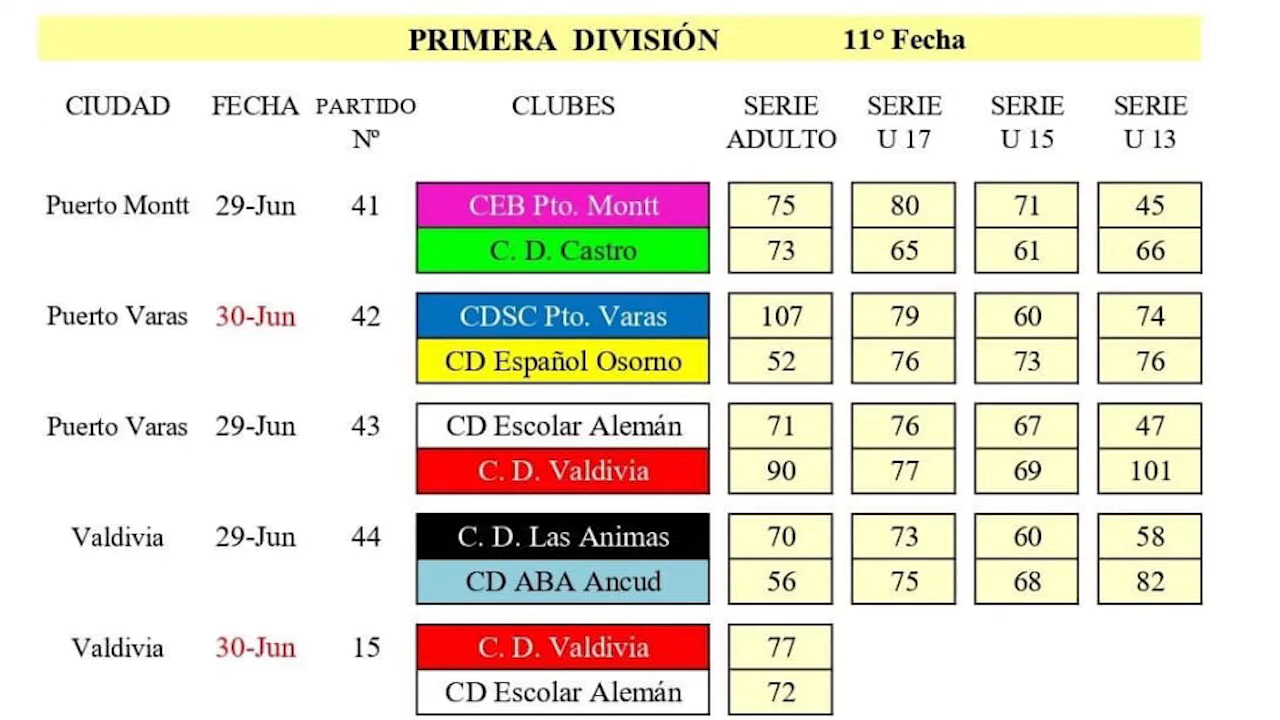 PRIMERA DIVISIÓN 11° Fecha
CIUDAD FECHA PARTIDO CLUBES SERIE SERIE SERIE SERIE
Nº ADULTO U 17 U 15 U 13
Puerto Montt 29-Jun 41 CEB Pto. Montt 75 80 71 45
C. D. Castro 73 65 61 66
Puerto Varas 30-Jun 42 CDSC Pto. Varas 107 79 60 74
CD Español Osorno 52 76 73 76
Puerto Varas 29-Jun 43 CD Escolar Alemán 71 76 67 47
C. D. Valdivia 90 77 69 101
Valdivia 29-Jun 44 C. D. Las Animas 70 73 60 58
CD ABA Ancud 56 75 68 82
Valdivia 30-Jun 15 C. D. Valdivia 77
CD Escolar Alemán 72